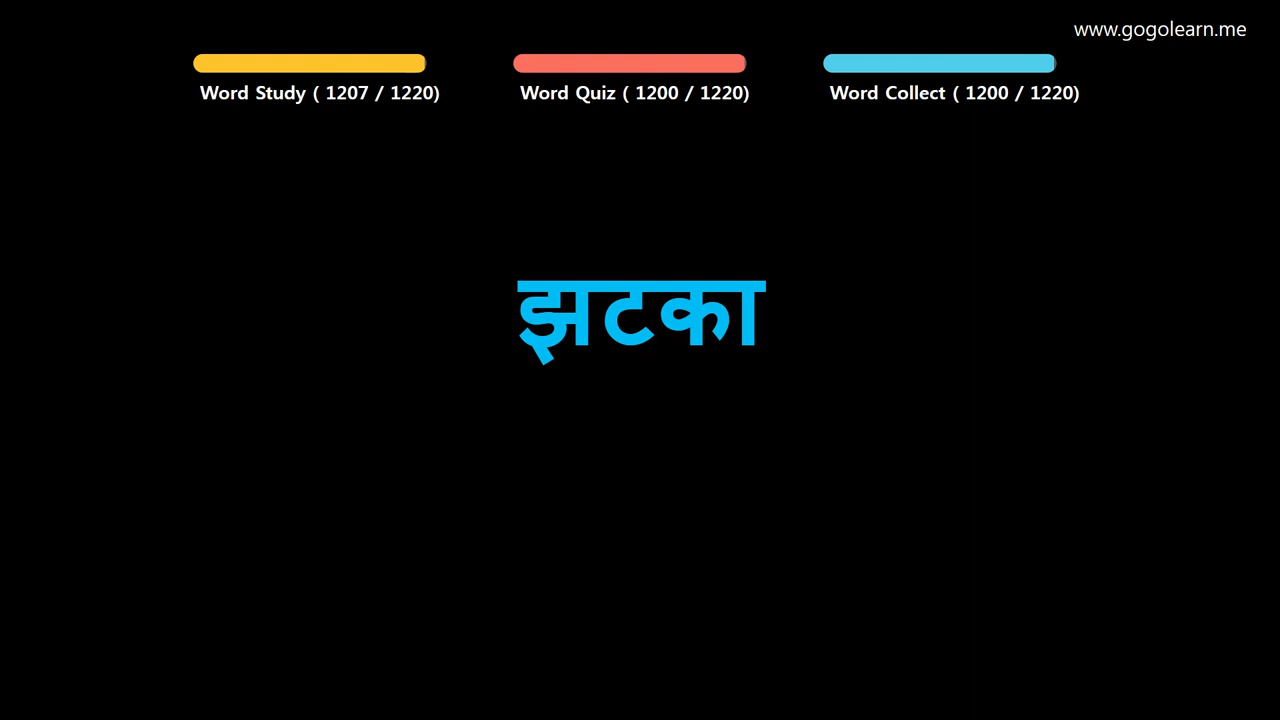 www.gogolearn.me
Word Study ( 1207 / 1220)
Word Quiz ( 1200 / 1220)
Word Collect ( 1200 / 1220)
झटका